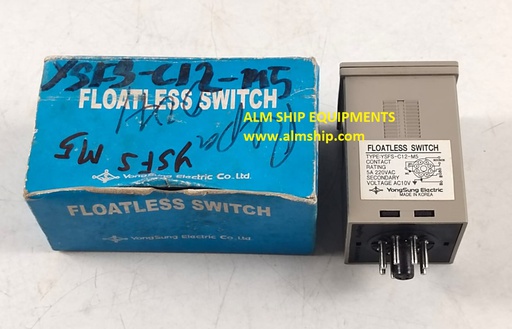 YSFS-C12-M5
FLOATLESS SWITCH
YSFS M5
YongSung Electric Co., Ltd.
FLOATLESS SWITCH
YongSung Electric Co., Ltd.
ALM SHIP EQUIPMENTS
www.almship.com
FLOATLESS SWITCH
TYPE:YSFS-C12-M5
CONTACT
RATING
5A 220VAC
SECONDARY
VOLTAGE AC10V
YongSung Electric
MADE IN KOREA